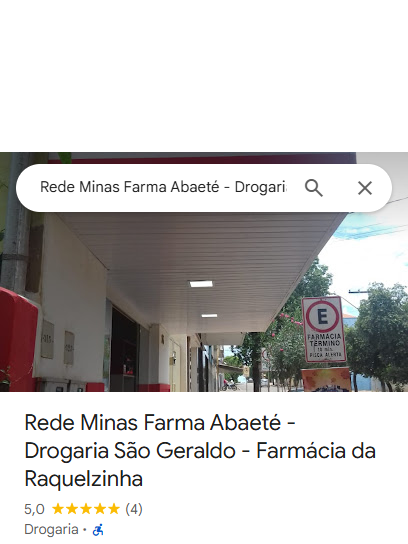 Rede Minas Farma Abaeté - Drogari
E
FARMACIA
TÉRMINO
PISCA ALERTA
Rede Minas Farma Abaeté -
Drogaria São Geraldo - Farmácia da
Raquelzinha
5,0 (4)
Drogaria ·